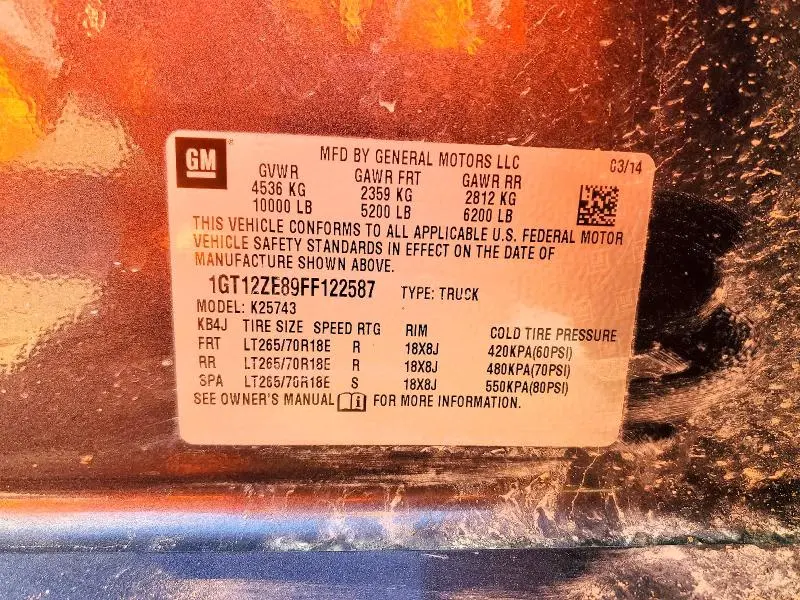 GM MFD BY GENERAL MOTORS LLC 03/14
GVWR GAWR FRT GAWR RR
4536 KG 2359 KG 2812 KG
10000 LB 5200 LB 6200 LB
THIS VEHICLE CONFORMS TO ALL APPLICABLE U.S. FEDERAL MOTOR
VEHICLE SAFETY STANDARDS IN EFFECT ON THE DATE OF
MANUFACTURE SHOWN ABOVE.
1GT12ZE89FF122587 TYPE: TRUCK
MODEL: K25743
KB4J TIRE SIZE SPEED RTG RIM COLD TIRE PRESSURE
FRT LT265/70R18E R 18X8J 420KPA(60PSI)
RR LT265/70R18E R 18X8J 480KPA(70PSI)
SPA LT265/70R18E S 18X8J 550KPA(80PSI)
SEE OWNER'S MANUAL FOR MORE INFORMATION.